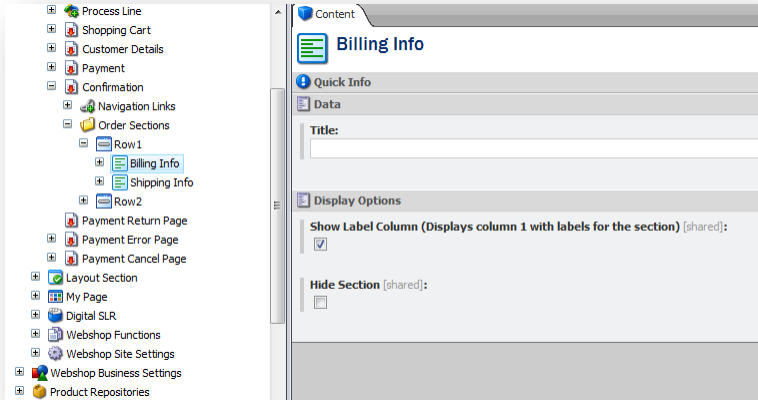 Process Line
Shopping Cart
Customer Details
Payment
Confirmation
Navigation Links
Order Sections
Row1
Billing Info
Shipping Info
Row2
Payment Return Page
Payment Error Page
Payment Cancel Page
Layout Section
My Page
Digital SLR
Webshop Functions
Webshop Site Settings
Webshop Business Settings
Product Repositories
Content
Billing Info
Quick Info
Data
Title:
Display Options
Show Label Column (Displays column 1 with labels for the section) [shared]:
Hide Section [shared]: